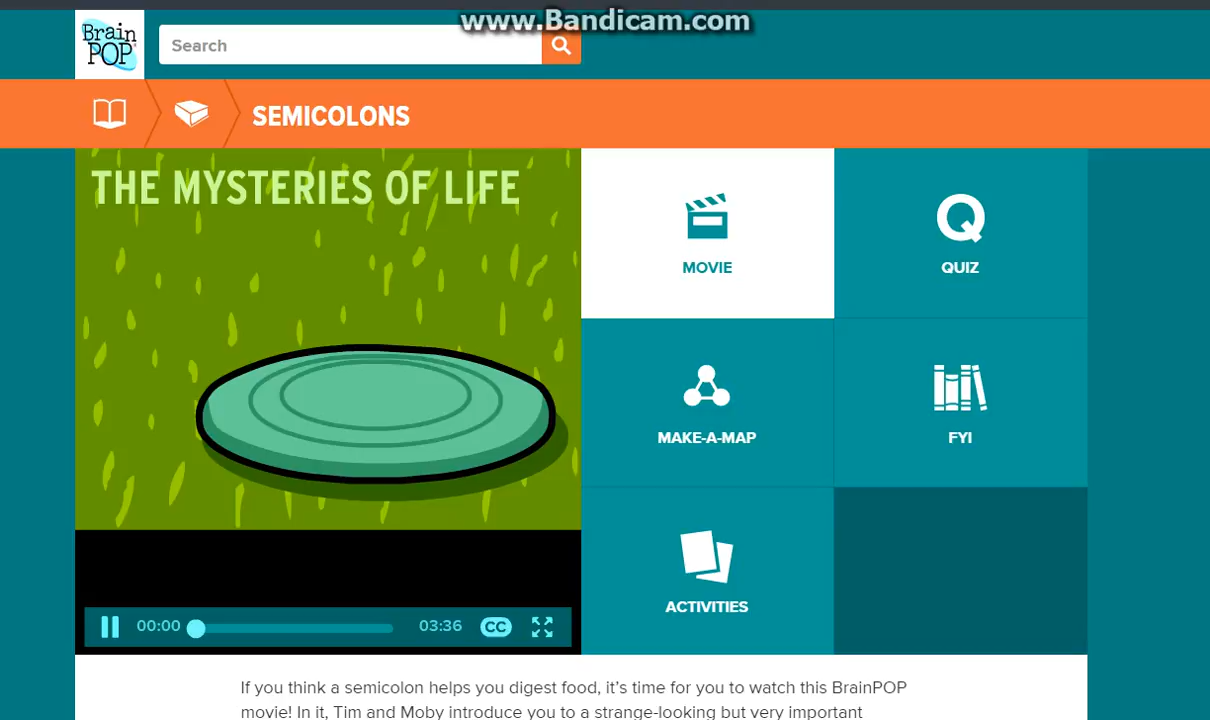 www.Bandicam.com
Brain
POP
Search
SEMICOLONS
THE MYSTERIES OF LIFE
MOVIE
QUIZ
MAKE-A-MAP
FYI
ACTIVITIES
00:00
03:36
CC
If you think a semicolon helps you digest food, it's time for you to watch this BrainPOP
movie! In it, Tim and Moby introduce you to a strange-looking but very important